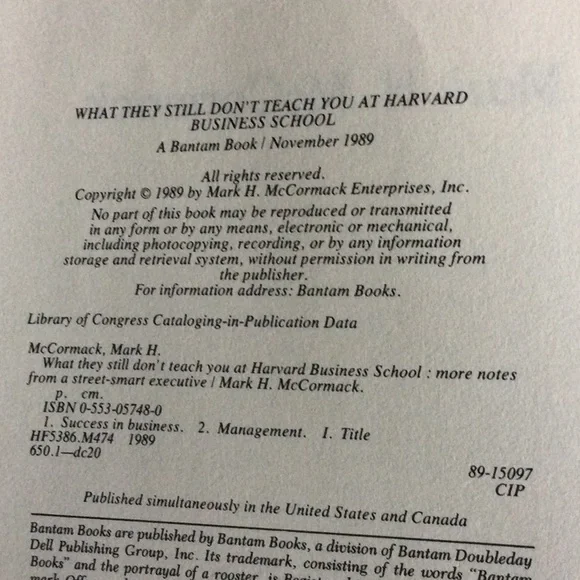 WHAT THEY STILL DON'T TEACH YOU AT HARVARD
BUSINESS SCHOOL
A Bantam Book / November 1989
All rights reserved.
Copyright © 1989 by Mark H. McCormack Enterprises, Inc.
No part of this book may be reproduced or transmitted
in any form or by any means, electronic or mechanical,
including photocopying, recording, or by any information
storage and retrieval system, without permission in writing from
the publisher.
For information address: Bantam Books.
Library of Congress Cataloging-in-Publication Data
McCormack, Mark H.
What they still don't teach you at Harvard Business School : more notes
from a street-smart executive / Mark H. McCormack.
p. cm.
ISBN 0-553-05748-0
1. Success in business. 2. Management. I. Title
HF5386.M474 1989
650.1—dc20
89-15097
CIP
Published simultaneously in the United States and Canada
Bantam Books are published by Bantam Books, a division of Bantam Doubleday
Dell Publishing Group, Inc. Its trademark, consisting of the words "Bantam
Books" and the portrayal of a rooster, is